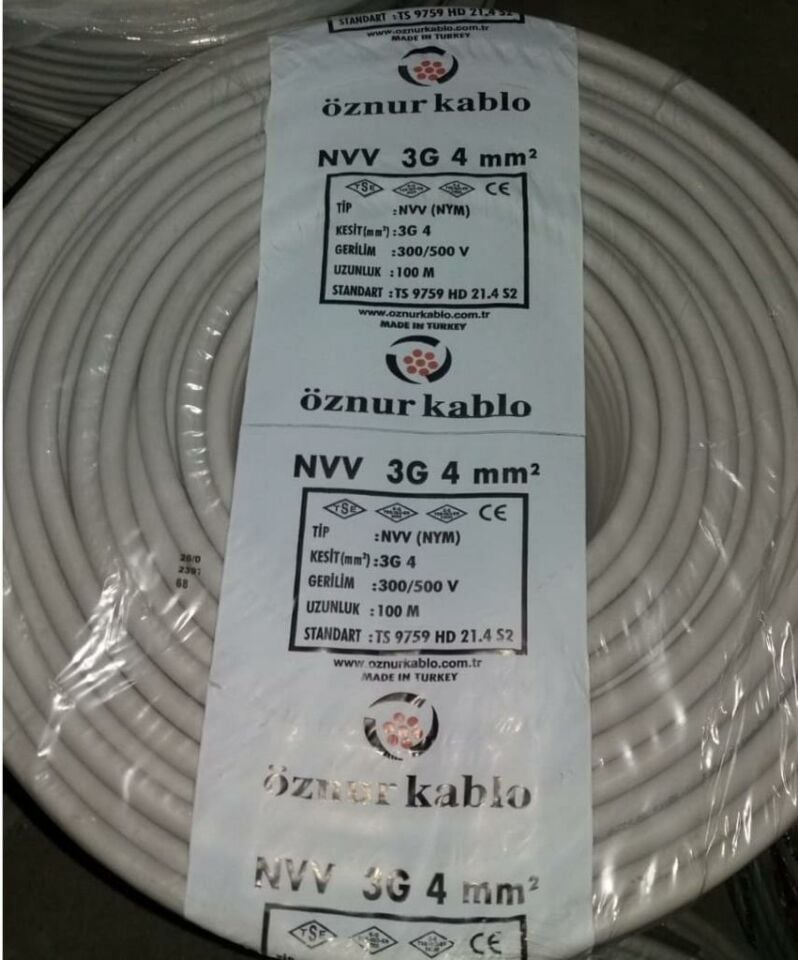 STANDART : TS 9759 HD 21.4 S2
www.oznurkablo.com.tr
MADE IN TURKEY
öznur kablo
NVV 3G 4 mm²
TSE CE
TİP :NVV (NYM)
KESİT(mm²) :3G 4
GERİLİM :300/500 V
UZUNLUK :100 M
STANDART :TS 9759 HD 21.4 S2
www.oznurkablo.com.tr
MADE IN TURKEY
öznur kablo
NVV 3G 4 mm²
TSE CE
TİP :NVV (NYM)
KESİT(mm²) :3G 4
GERİLİM :300/500 V
UZUNLUK :100 M
STANDART :TS 9759 HD 21.4 S2
www.oznurkablo.com.tr
MADE IN TURKEY
öznur kablo
NVV 3G 4 mm²
TSE CE
68